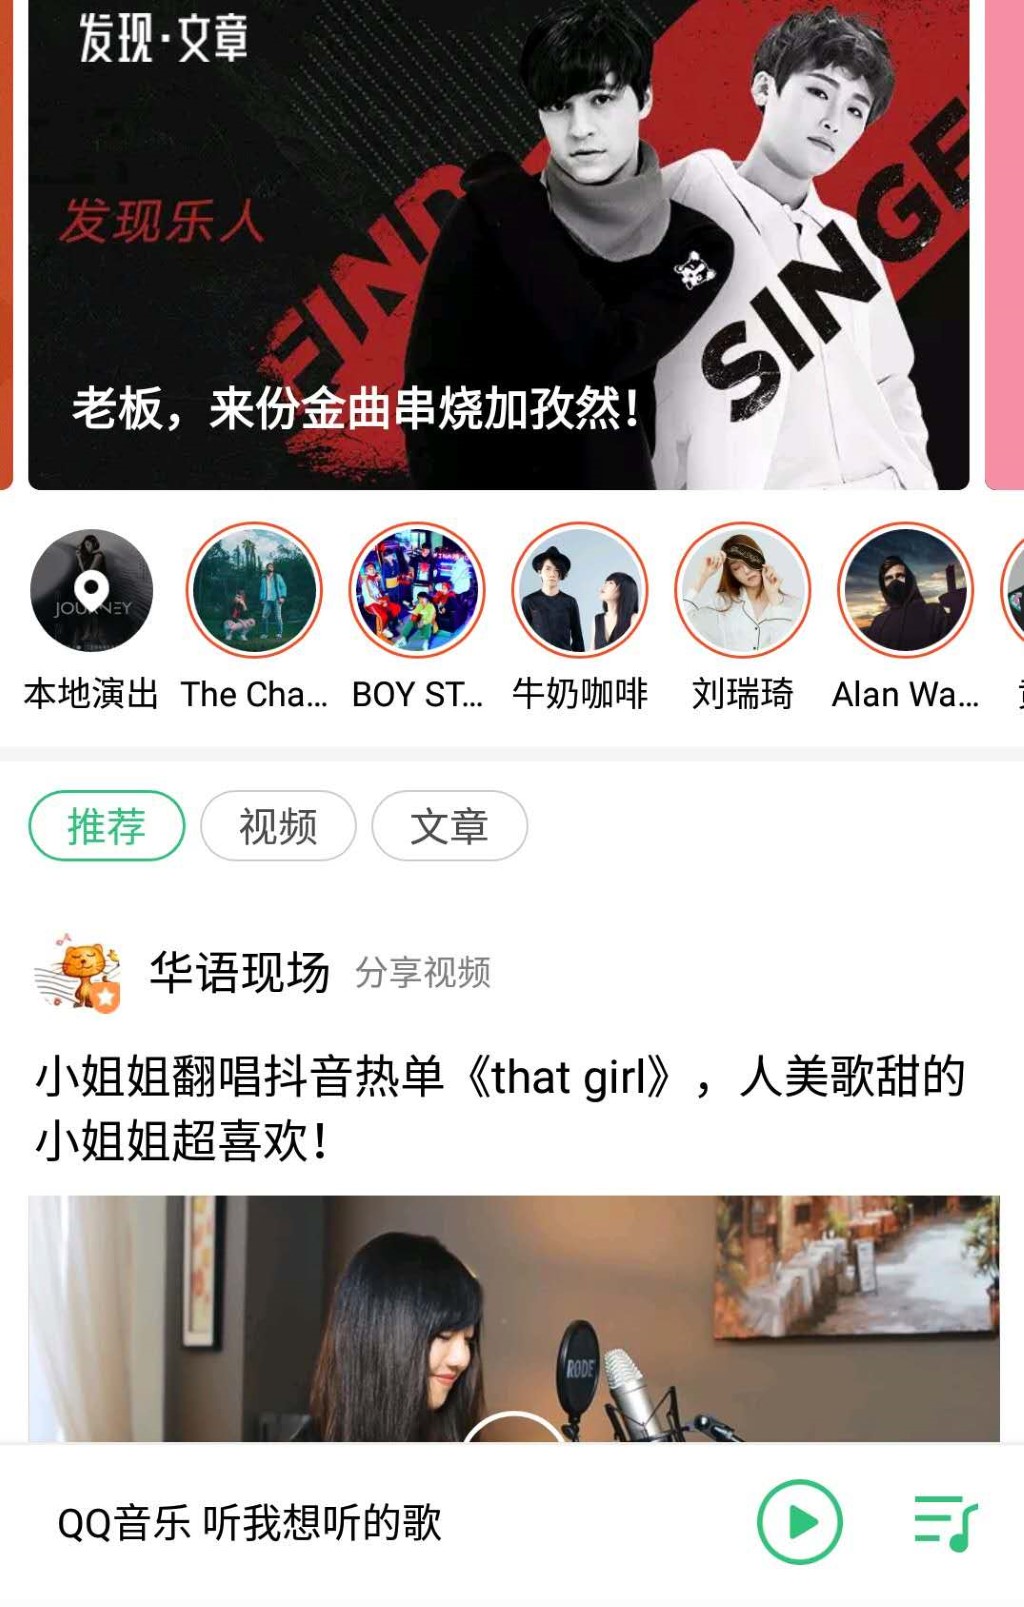 发现·文章
发现乐人
FIND
SINGE
老板，来份金曲串烧加孜然！
JOURNEY
本地演出 The Cha... BOY ST... 牛奶咖啡 刘瑞琦 Alan Wa...
推荐 视频 文章
华语现场 分享视频
小姐姐翻唱抖音热单《that girl》，人美歌甜的
小姐姐超喜欢！
RODE
QQ音乐 听我想听的歌